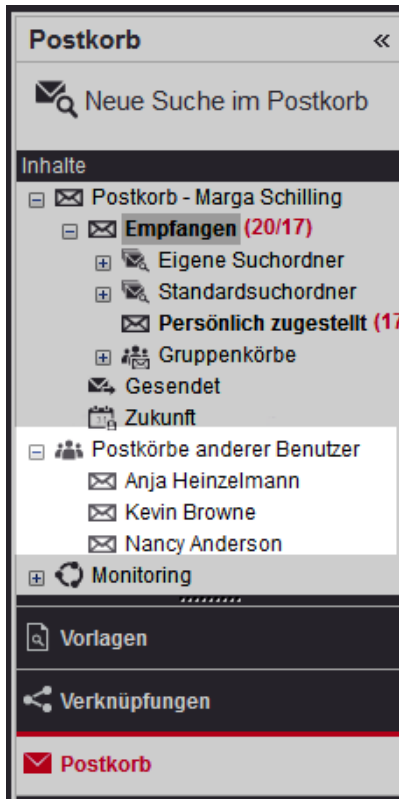 Postkorb «
Neue Suche im Postkorb
Inhalte
Postkorb - Marga Schilling
Empfangen (20/17)
Eigene Suchordner
Standardsuchordner
Persönlich zugestellt (17
Gruppenkörbe
Gesendet
Zukunft
Postkörbe anderer Benutzer
Anja Heinzelmann
Kevin Browne
Nancy Anderson
Monitoring
Vorlagen
Verknüpfungen
Postkorb